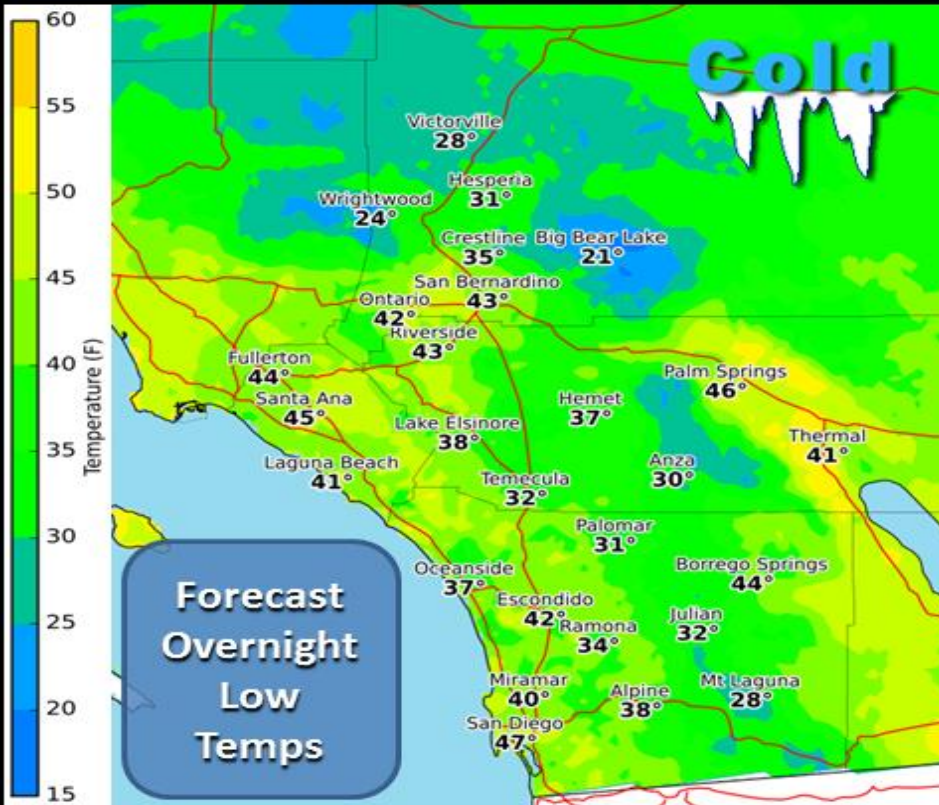 60
55
50
45
40
35
30
25
20
15
Temperature (F)
Cold
Victorville
28°
Hesperia
31°
Wrightwood
24°
Crestline
35°
Big Bear Lake
21°
San Bernardino
43°
Ontario
42°
Riverside
43°
Fullerton
44°
Palm Springs
46°
Santa Ana
45°
Hemet
37°
Lake Elsinore
38°
Thermal
41°
Laguna Beach
41°
Anza
30°
Temecula
32°
Palomar
31°
Oceanside
37°
Borrego Springs
44°
Escondido
42°
Ramona
34°
Julian
32°
Miramar
40°
Alpine
38°
Mt Laguna
28°
San Diego
47°
Forecast
Overnight
Low
Temps